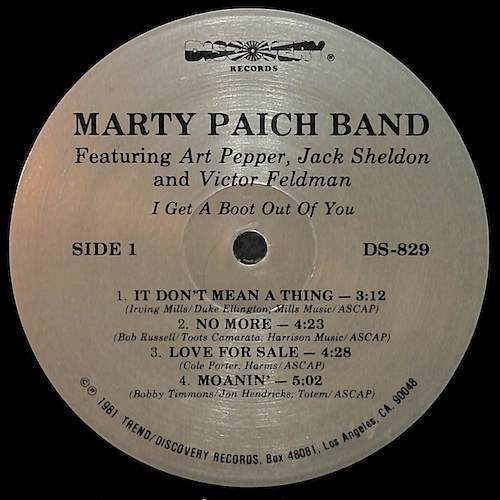 DISCOVERY®
RECORDS
MARTY PAICH BAND
Featuring Art Pepper, Jack Sheldon
and Victor Feldman
I Get A Boot Out Of You
SIDE 1 DS-829
1. IT DON'T MEAN A THING — 3:12
(Irving Mills/Duke Ellington; Mills Music/ASCAP)
2. NO MORE — 4:23
(Bob Russell/Toots Camarata; Harrison Music/ASCAP)
3. LOVE FOR SALE — 4:28
(Cole Porter; Harms/ASCAP)
4. MOANIN' — 5:02
(Bobby Timmons/Jon Hendricks; Totem/ASCAP)
©℗ 1981 TREND/DISCOVERY RECORDS, Box 48081, Los Angeles, CA. 90048